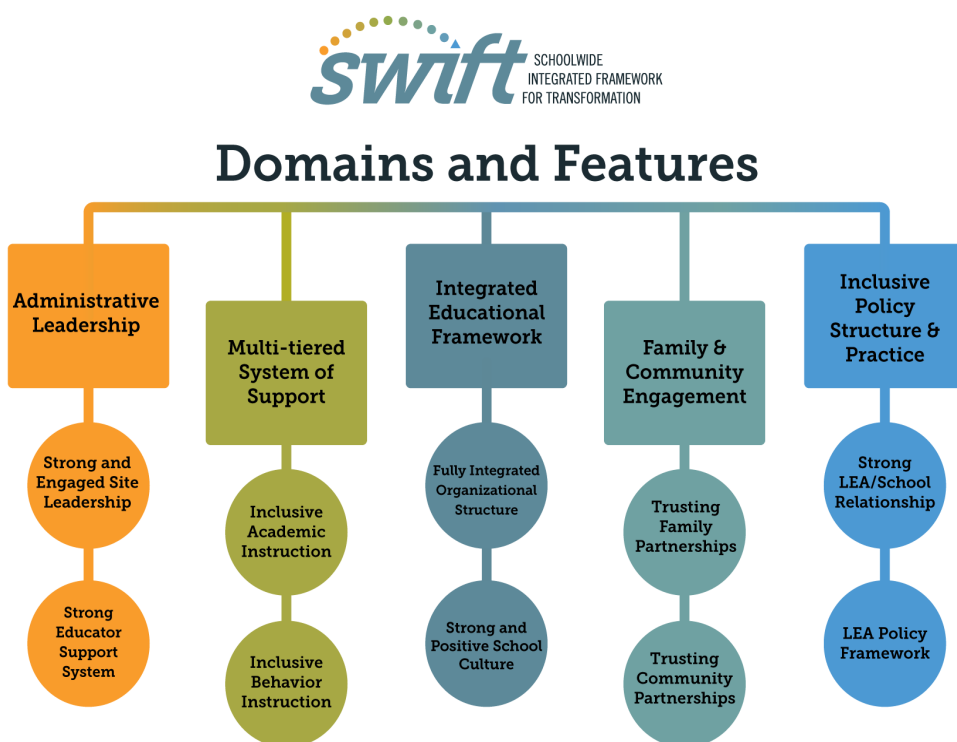 swift
SCHOOLWIDE
INTEGRATED FRAMEWORK
FOR TRANSFORMATION
Domains and Features
Administrative
Leadership
Strong and
Engaged Site
Leadership
Strong
Educator
Support
System
Multi-tiered
System of
Support
Inclusive
Academic
Instruction
Inclusive
Behavior
Instruction
Integrated
Educational
Framework
Fully Integrated
Organizational
Structure
Strong and
Positive School
Culture
Family &
Community
Engagement
Trusting
Family
Partnerships
Trusting
Community
Partnerships
Inclusive
Policy
Structure &
Practice
Strong
LEA/School
Relationship
LEA Policy
Framework